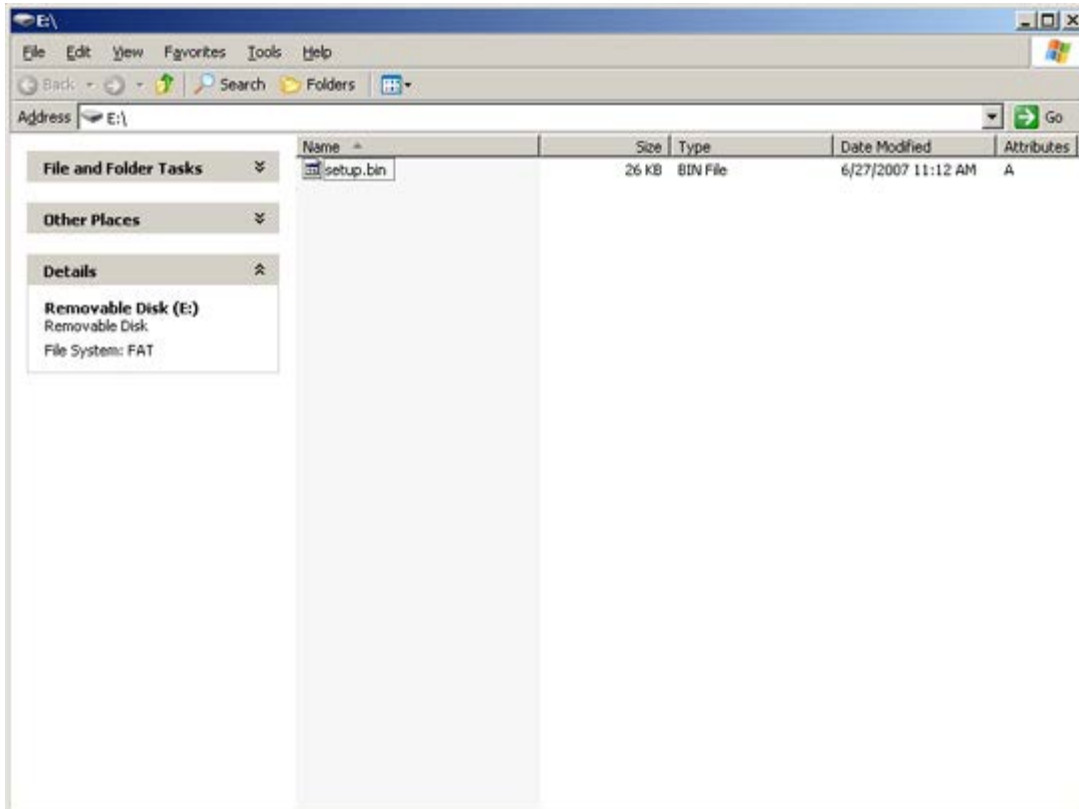 E:\
File Edit View Favorites Tools Help
Back Search Folders
Address E:\ Go
Name Size Type Date Modified Attributes
setup.bin 26 KB BIN File 6/27/2007 11:12 AM A
File and Folder Tasks
Other Places
Details
Removable Disk (E:)
Removable Disk
File System: FAT